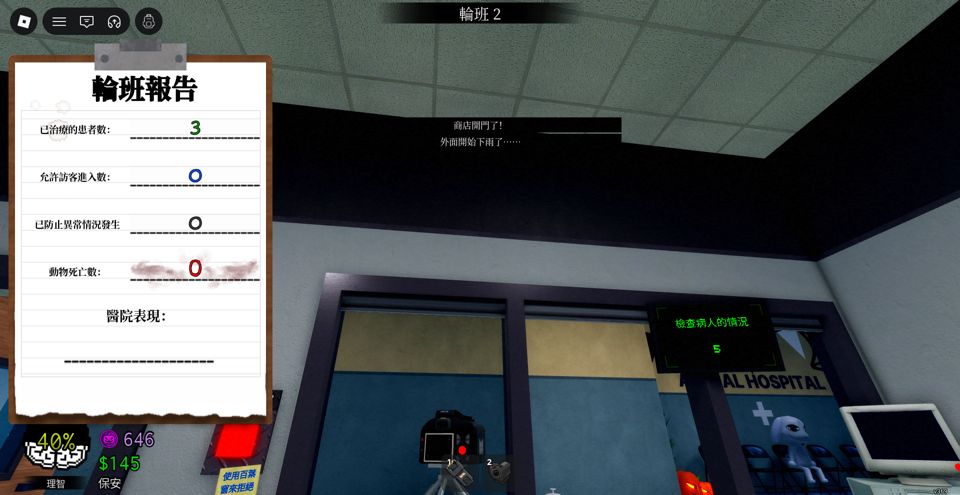 輪班 2
輪班報告
已治療的患者數: 3
允許訪客進入數: 0
已防止異常情況發生 0
動物死亡數: 0
醫院表現:
商店開門了!
外面開始下雨了⋯⋯
檢查病人的情況
5
AL HOSPITAL
40%
646
$145
理智
保安
使用百葉
窗來拒絕
1
2